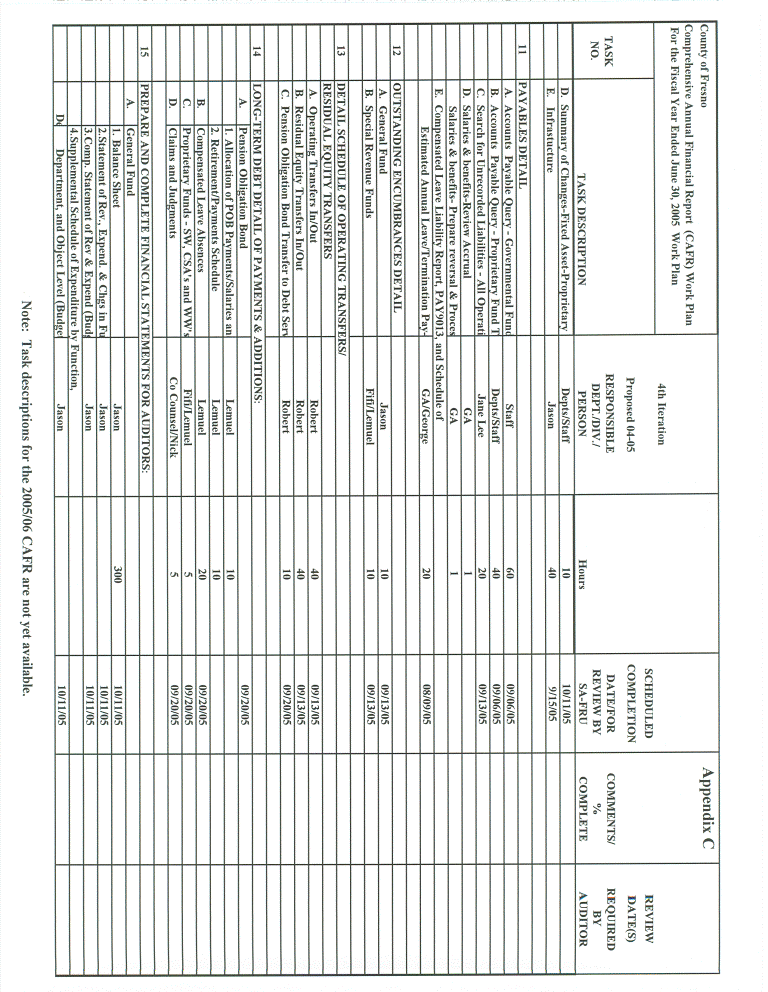 Appendix C
County of Fresno
Comprehensive Annual Financial Report (CAFR) Work Plan
For the Fiscal Year Ended June 30, 2005 Work Plan
4th Iteration
TASK NO. TASK DESCRIPTION Proposed 04-05 RESPONSIBLE DEPT./DIV./ PERSON Hours SCHEDULED COMPLETION DATE/FOR REVIEW BY SA-FRU COMMENTS/ % COMPLETE REVIEW DATE(S) REQUIRED BY AUDITOR
D. Summary of Changes-Fixed Asset-Proprietary Depts/Staff 10 10/11/05
E. Infrastucture Jason 40 9/15/05
11 PAYABLES DETAIL
A. Accounts Payable Query - Governmental Fund Staff 60 09/06/05
B. Accounts Payable Query - Proprietary Fund T Depts/Staff 40 09/06/05
C. Search for Unrecorded Liabilities - All Operati Jane Lee 20 09/13/05
D. Salaries & benefits-Review Accrual GA 1
Salaries & benefits- Prepare reversal & Proces GA 1
E. Compensated Leave Liability Report, PAY9013, and Schedule of
Estimated Annual Leave/Termination Pay- GA/George 20 08/09/05
12 OUTSTANDING ENCUMBRANCES DETAIL
A. General Fund Jason 10 09/13/05
B. Special Revenue Funds Fifi/Lemuel 10 09/13/05
13 DETAIL SCHEDULE OF OPERATING TRANSFERS/
RESIDUAL EQUITY TRANSFERS
A. Operating Transfers In/Out Robert 40 09/13/05
B. Residual Equity Transfers In/Out Robert 40 09/13/05
C. Pension Obligation Bond Transfer to Debt Serv Robert 10 09/20/05
14 LONG-TERM DEBT DETAIL OF PAYMENTS & ADDITIONS:
A. Pension Obligation Bond 09/20/05
1. Allocation of POB Payments/Salaries an Lemuel 10
2. Retirement/Payments Schedule Lemuel 10
B. Compensated Leave Absences Lemuel 20 09/20/05
C. Proprietary Funds - SW, CSA's and WW's Fifi/Lemuel 5 09/20/05
D. Claims and Judgments Co Counsel/Nick 5 09/20/05
15 PREPARE AND COMPLETE FINANCIAL STATEMENTS FOR AUDITORS:
A. General Fund
1. Balance Sheet Jason 300 10/11/05
2.Statement of Rev., Expend. & Chgs in Fu Jason 10/11/05
3.Comp. Statement of Rev & Expend (Budg Jason 10/11/05
4.Supplemental Schedule of Expenditure by Function,
De Department, and Object Level (Budge Jason 10/11/05
Note: Task descriptions for the 2005/06 CAFR are not yet available.